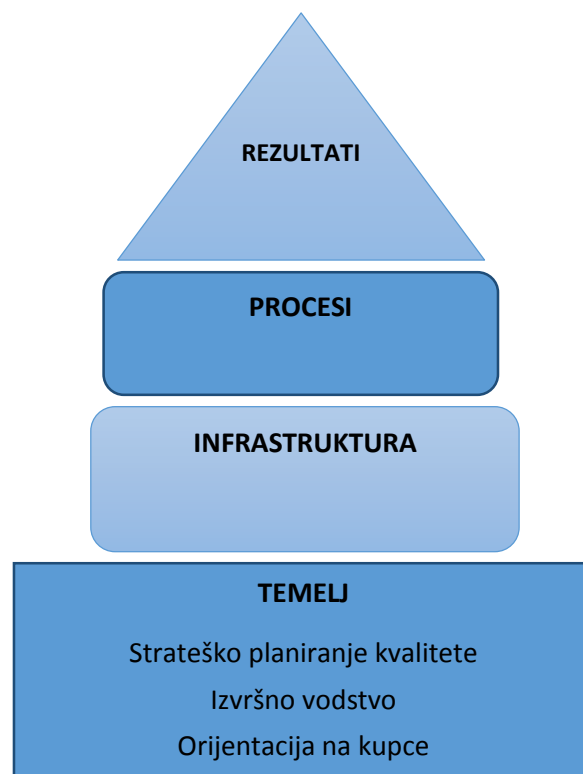 REZULTATI
PROCESI
INFRASTRUKTURA
TEMELJ
Strateško planiranje kvalitete
Izvršno vodstvo
Orijentacija na kupce